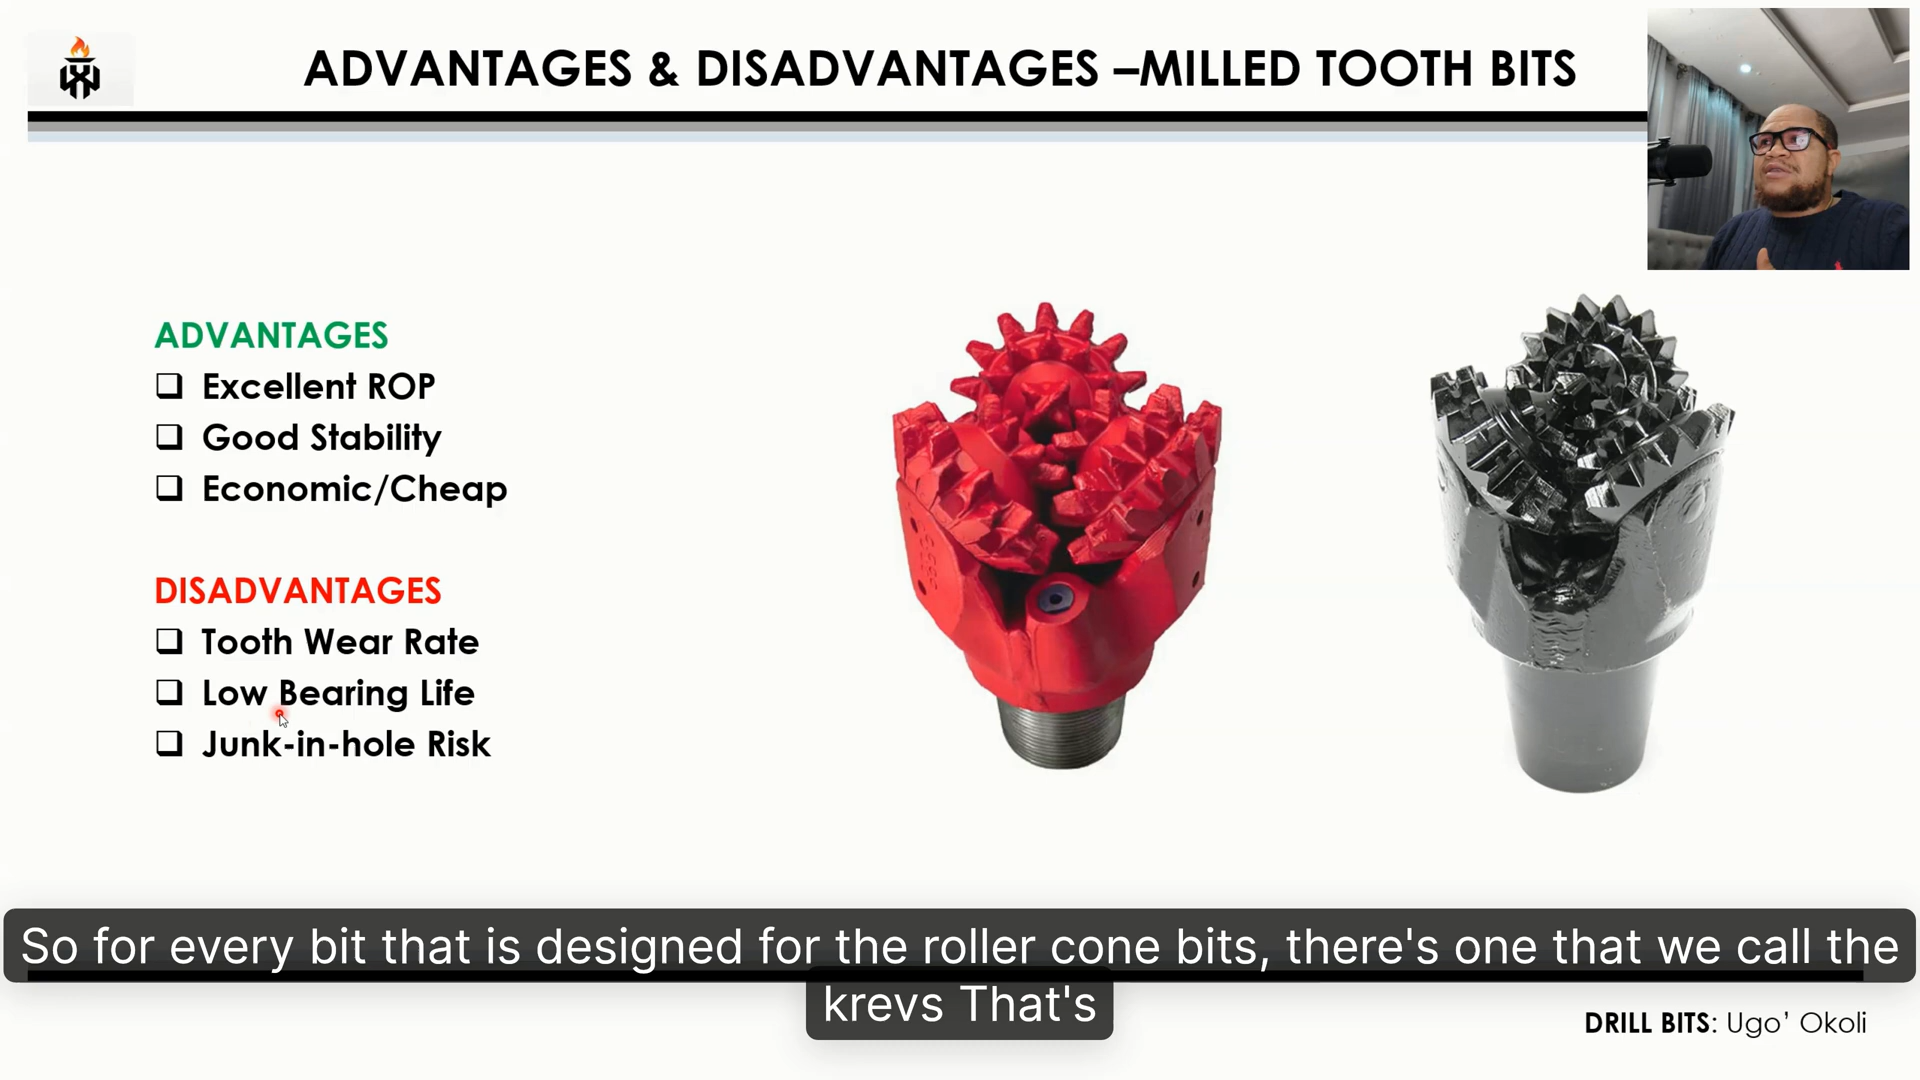 ADVANTAGES & DISADVANTAGES –MILLED TOOTH BITS
ADVANTAGES
❑ Excellent ROP
❑ Good Stability
❑ Economic/Cheap
DISADVANTAGES
❑ Tooth Wear Rate
❑ Low Bearing Life
❑ Junk-in-hole Risk
So for every bit that is designed for the roller cone bits, there's one that we call the
krevs That's
DRILL BITS: Ugo' Okoli